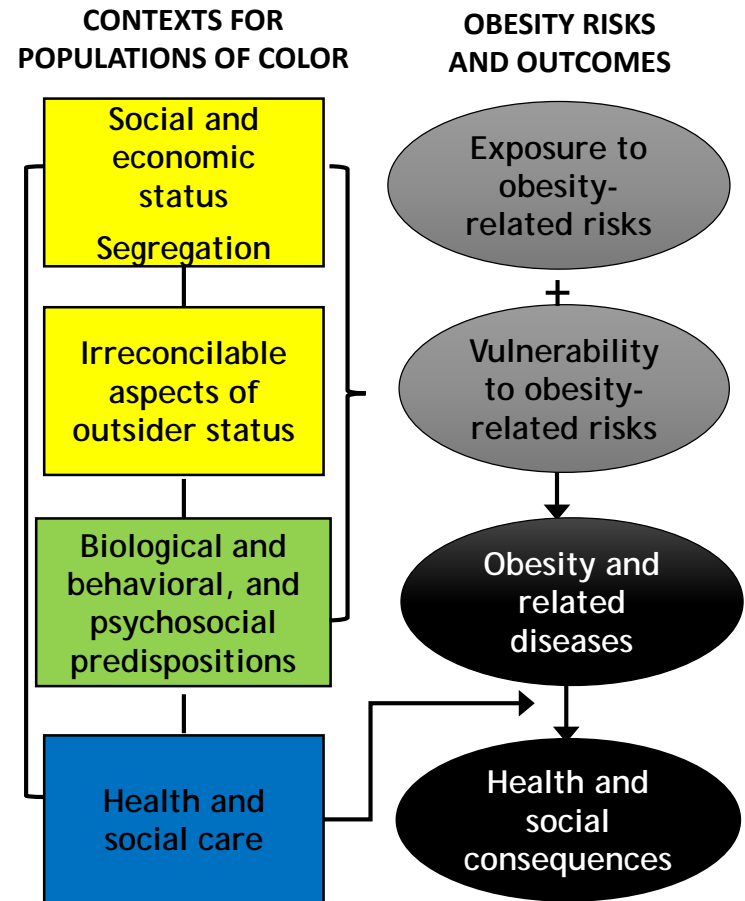 CONTEXTS FOR
POPULATIONS OF COLOR
Social and
economic
status
Segregation
Irreconcilable
aspects of
outsider status
Biological and
behavioral, and
psychosocial
predispositions
Health and
social care
OBESITY RISKS
AND OUTCOMES
Exposure to
obesity-
related risks
+
Vulnerability
to obesity-
related risks
Obesity and
related
diseases
Health and
social
consequences